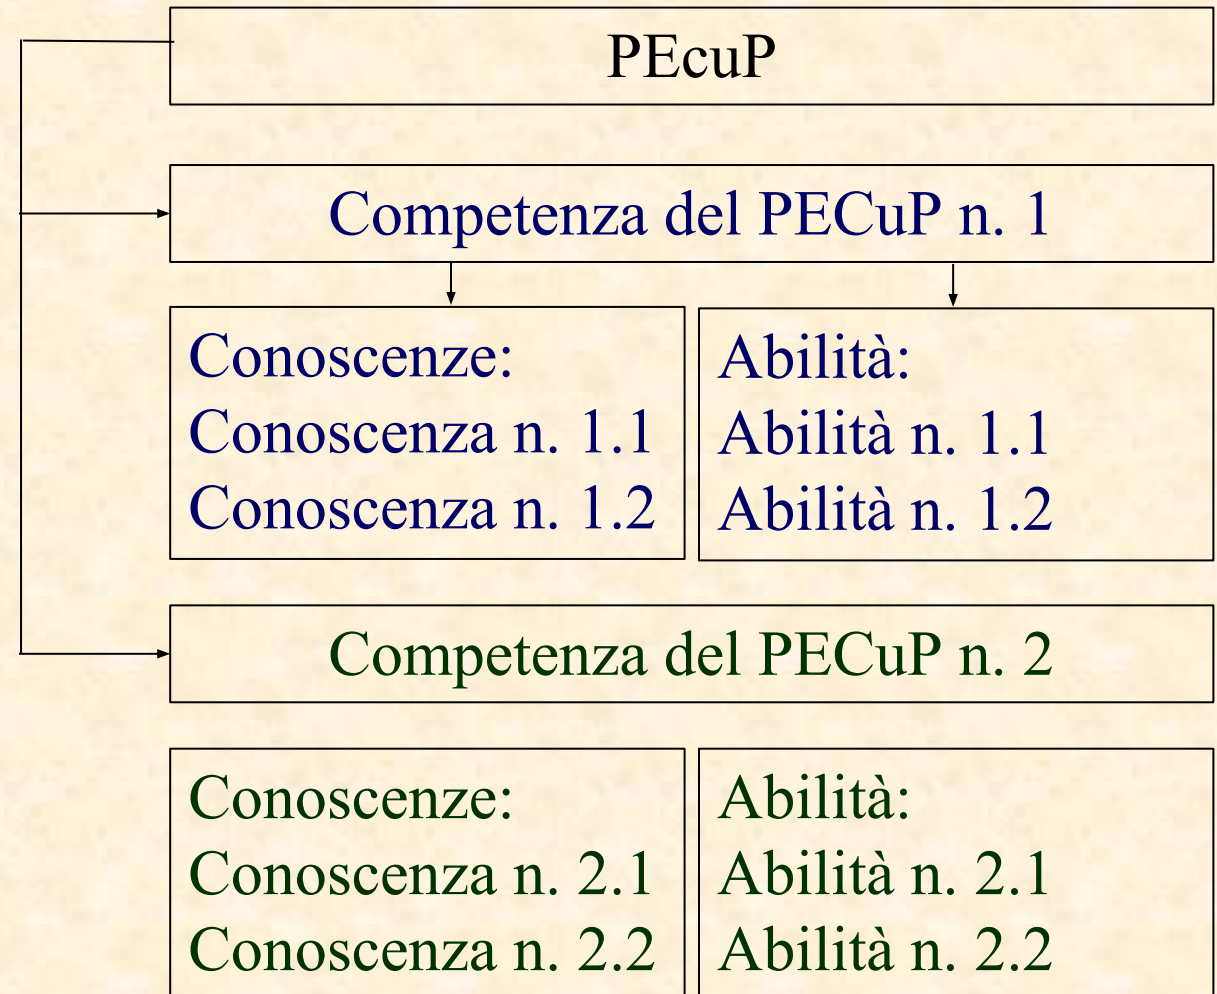 PEcuP
Competenza del PECuP n. 1
Conoscenze:
Conoscenza n. 1.1
Conoscenza n. 1.2
Abilità:
Abilità n. 1.1
Abilità n. 1.2
Competenza del PECuP n. 2
Conoscenze:
Conoscenza n. 2.1
Conoscenza n. 2.2
Abilità:
Abilità n. 2.1
Abilità n. 2.2